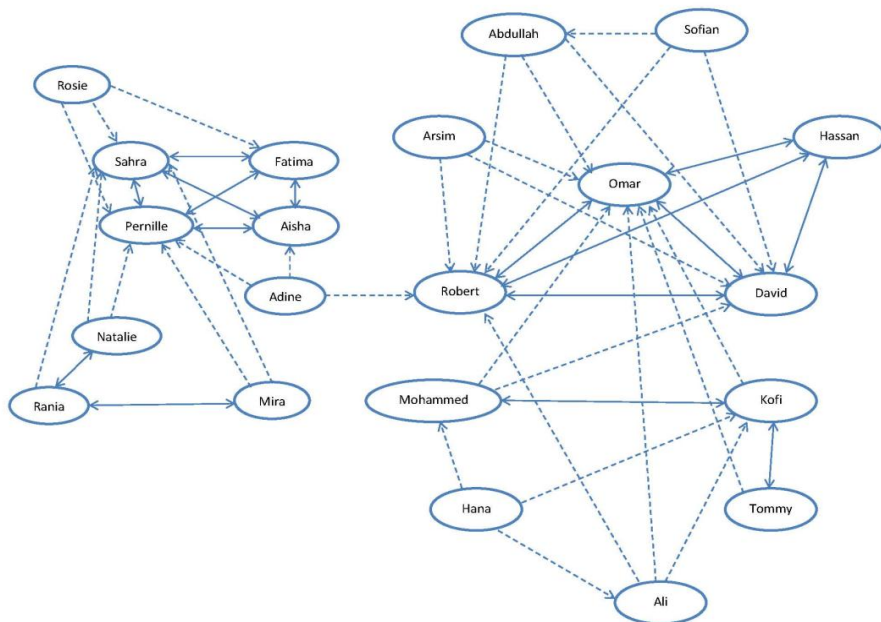 Abdullah
Sofian
Rosie
Arsim
Hassan
Sahra
Fatima
Omar
Pernille
Aisha
Adine
Robert
David
Natalie
Rania
Mira
Mohammed
Kofi
Hana
Tommy
Ali